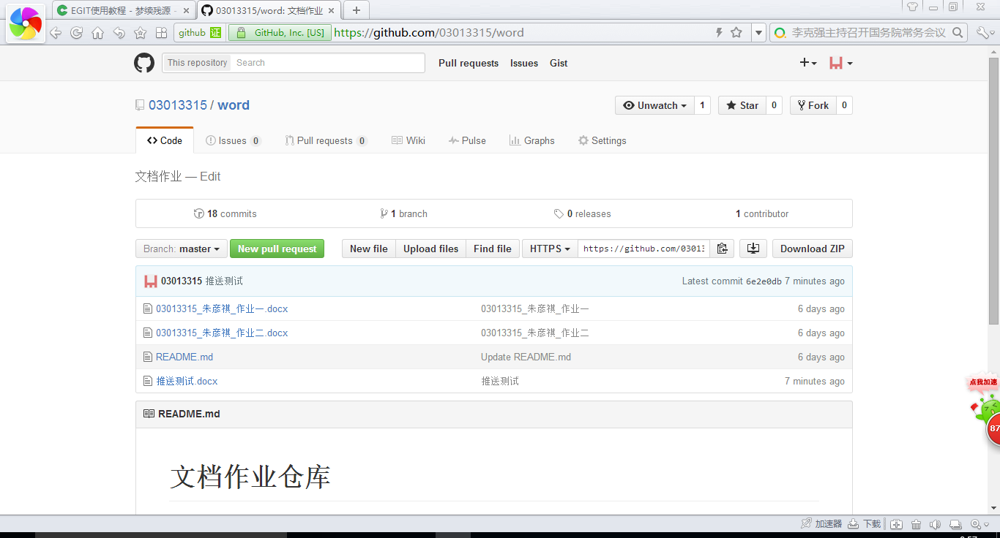 EGIT使用教程 - 梦续残源 -
03013315/word: 文档作业
github 证 GitHub, Inc. [US] https://github.com/03013315/word 李克强主持召开国务院常务会议
This repository Search Pull requests Issues Gist
03013315 / word Unwatch 1 Star 0 Fork 0
Code Issues 0 Pull requests 0 Wiki Pulse Graphs Settings
文档作业 — Edit
18 commits 1 branch 0 releases 1 contributor
Branch: master New pull request New file Upload files Find file HTTPS https://github.com/03013 Download ZIP
03013315 推送测试 Latest commit 6e2e0db 7 minutes ago
03013315_朱彦祺_作业一.docx 03013315_朱彦祺_作业一 6 days ago
03013315_朱彦祺_作业二.docx 03013315_朱彦祺_作业二 6 days ago
README.md Update README.md 6 days ago
推送测试.docx 推送测试 7 minutes ago
点我加速
README.md
87
文档作业仓库
加速器 下载